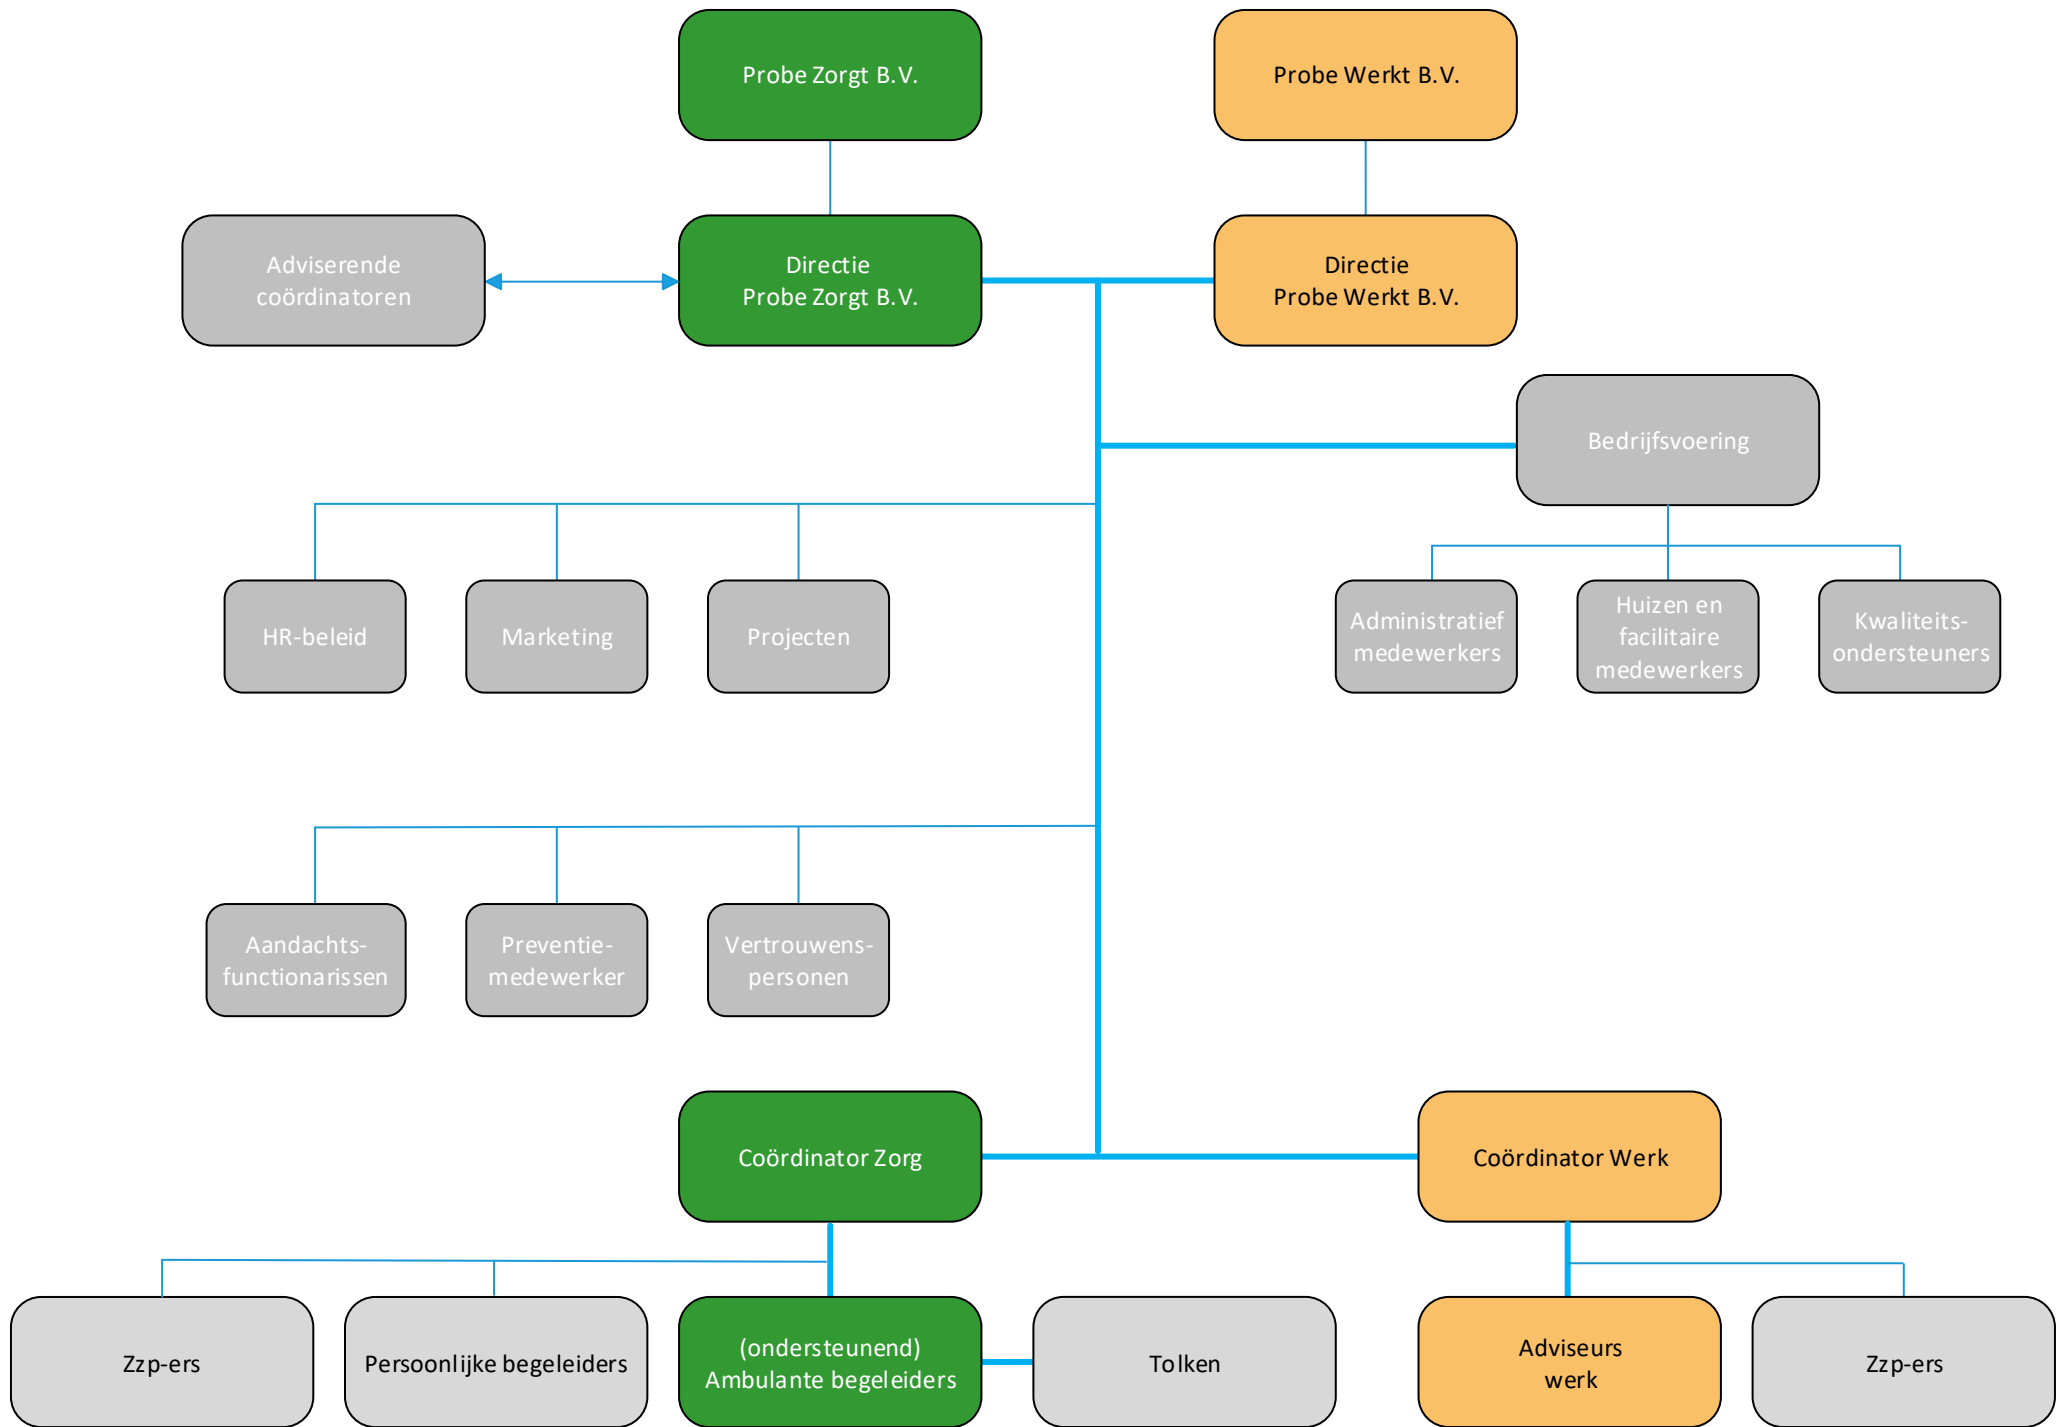 Probe Zorgt B.V.
Probe Werkt B.V.
Adviserende
coördinatoren
Directie
Probe Zorgt B.V.
Directie
Probe Werkt B.V.
Bedrijfsvoering
HR-beleid
Marketing
Projecten
Administratief
medewerkers
Huizen en
facilitaire
medewerkers
Kwaliteits-
ondersteuners
Aandachts-
functionarissen
Preventie-
medewerker
Vertrouwens-
personen
Coördinator Zorg
Coördinator Werk
Zzp-ers
Persoonlijke begeleiders
(ondersteunend)
Ambulante begeleiders
Tolken
Adviseurs
werk
Zzp-ers